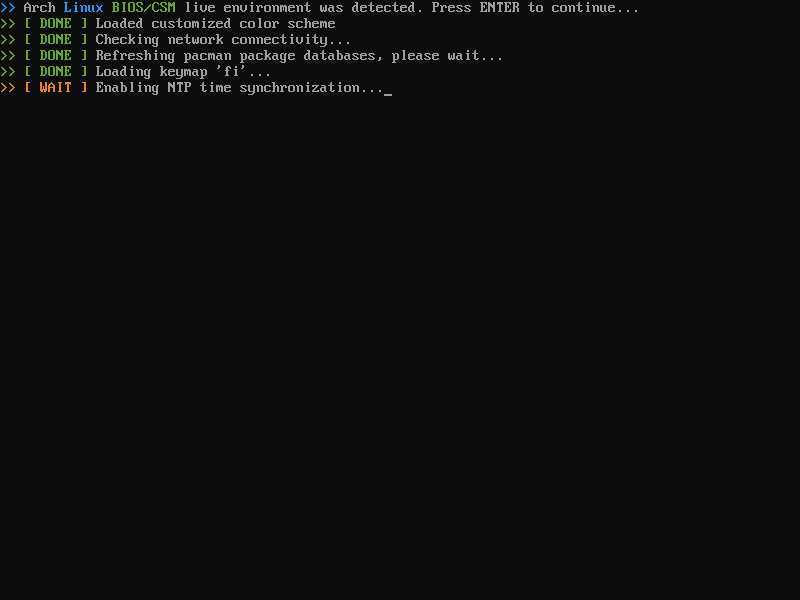 >> Arch Linux BIOS/CSM live environment was detected. Press ENTER to continue...
>> [ DONE ] Loaded customized color scheme
>> [ DONE ] Checking network connectivity...
>> [ DONE ] Refreshing pacman package databases, please wait...
>> [ DONE ] Loading keymap 'fi'...
>> [ WAIT ] Enabling NTP time synchronization..._